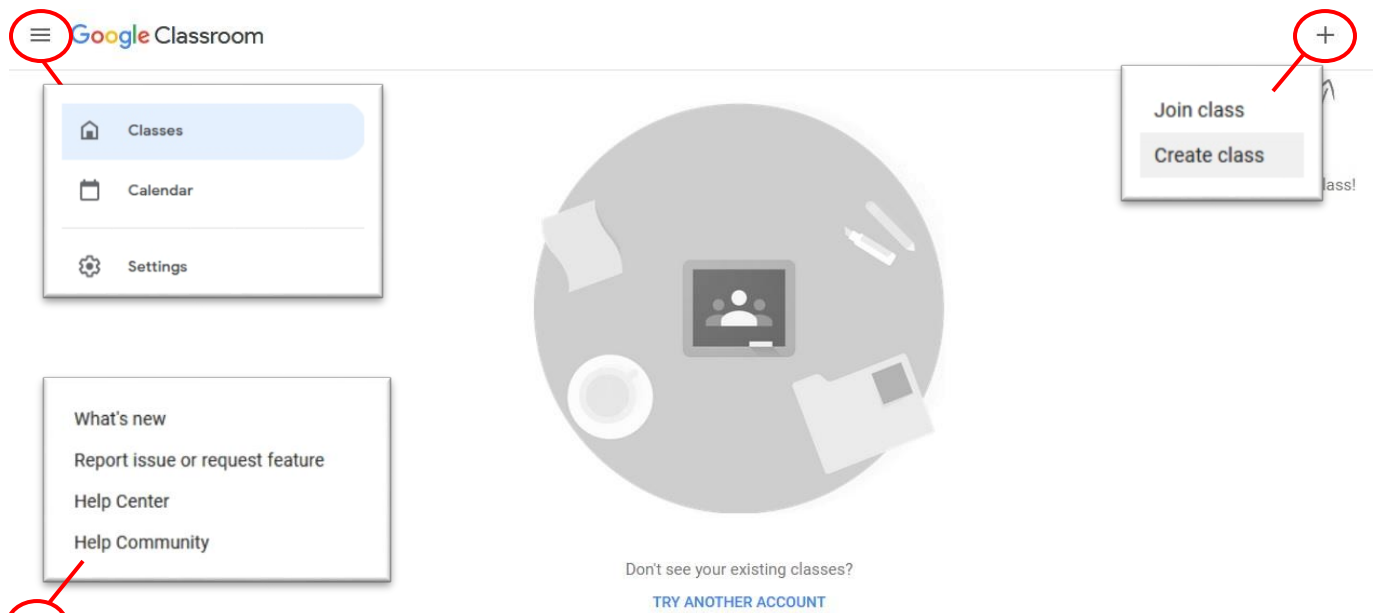 Google Classroom
Classes
Calendar
Settings
Join class
Create class
lass!
What's new
Report issue or request feature
Help Center
Help Community
Don't see your existing classes?
TRY ANOTHER ACCOUNT